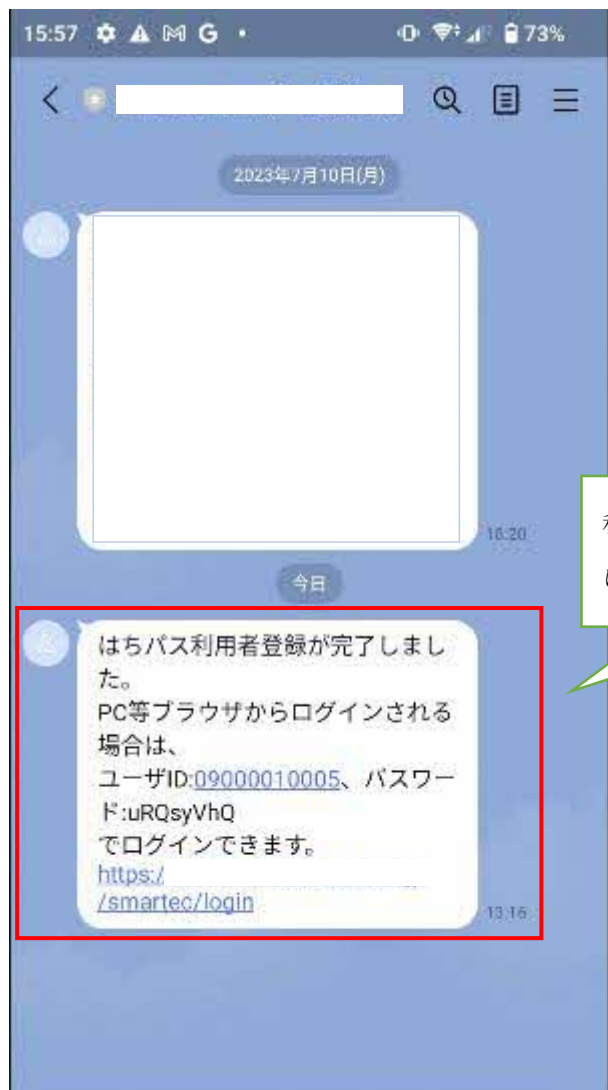 15:57 G 73%
2023年7月10日(月)
16:20
今日
はちパス利用者登録が完了しまし
た。
PC等ブラウザからログインされる
場合は、
ユーザID:09000010005、パスワー
ド:uRQsyVhQ
でログインできます。
https:/
/smartec/login
13:16